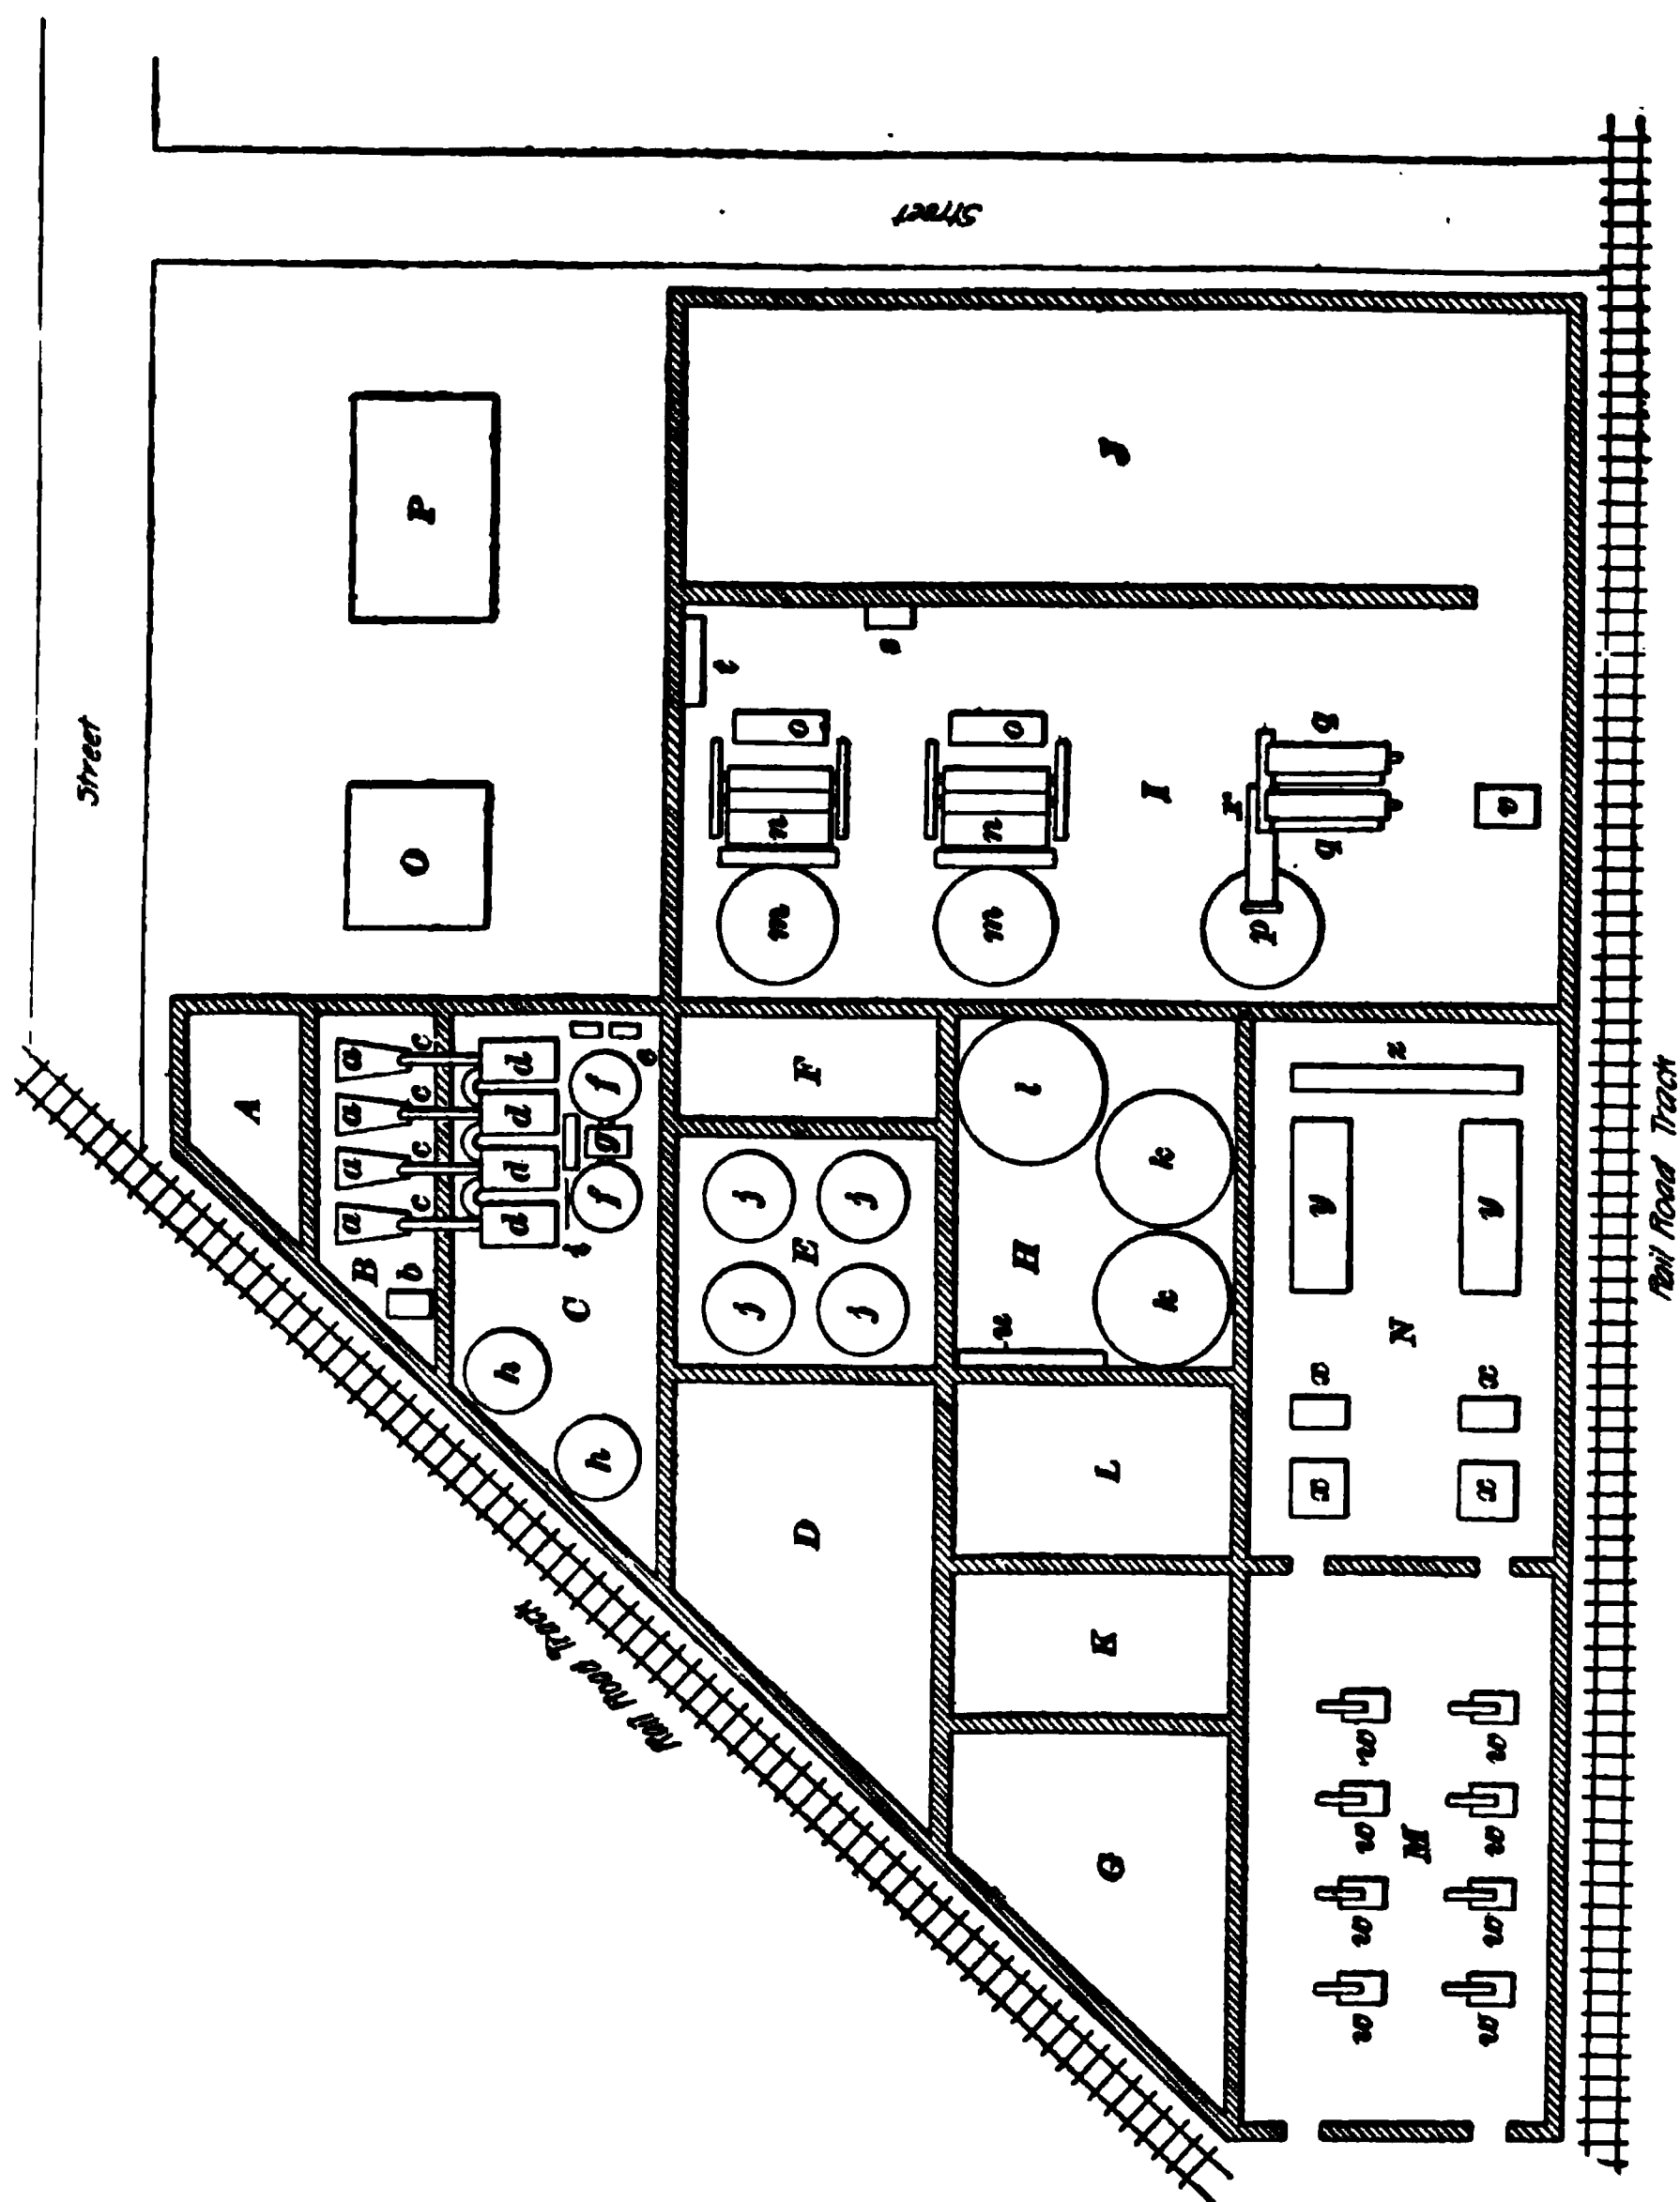 Street
A
a a a a
B b c c c c
O P
d d d d
h C i
h f g f e
Rail Road Track
j j t
D E F m n o
j j s
Street
m n o
u H l
G K L J
k k I
r
p q q
w w w w x x y
M N z
w w w w x x y v
Rail Road Track